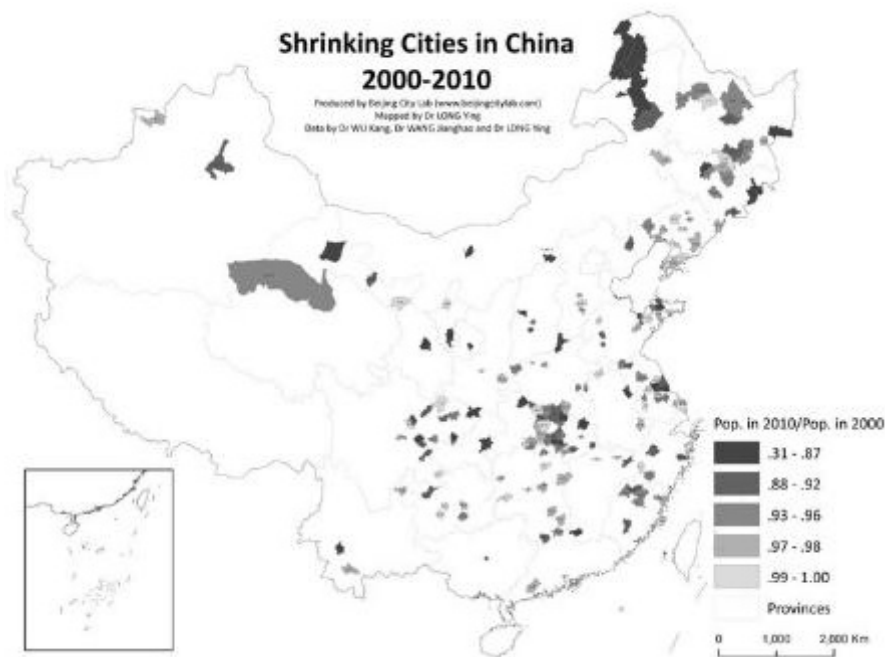 Shrinking Cities in China
2000-2010
Produced by Beijing City Lab (www.beijingcitylab.com)
Mapped by Dr LONG Ying
Data by Dr WU Kang, Dr WANG Jianghao and Dr LONG Ying
Pop. in 2010/Pop. in 2000
.31 - .87
.88 - .92
.93 - .96
.97 - .98
.99 - 1.00
Provinces
0 1,000 2,000 Km